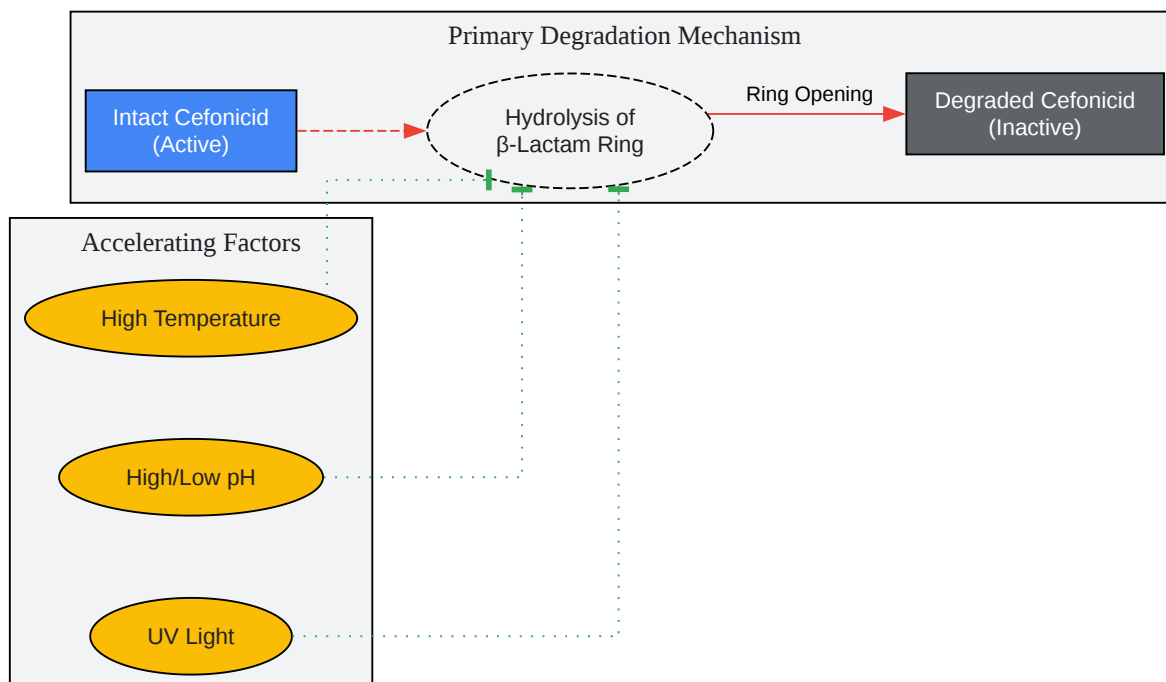 Primary Degradation Mechanism
Intact Cefonicid
(Active)
Hydrolysis of
β-Lactam Ring
Ring Opening
Degraded Cefonicid
(Inactive)
Accelerating Factors
High Temperature
High/Low pH
UV Light